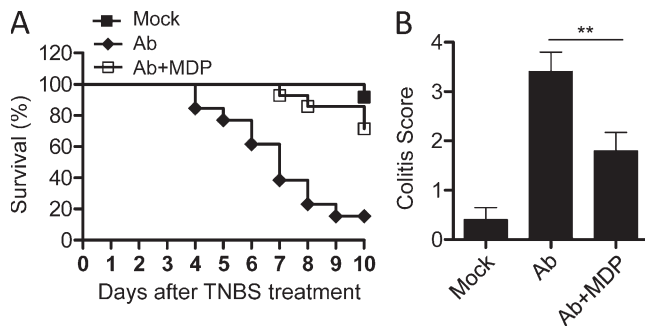 A
Mock
Ab
Ab+MDP
Survival (%)
120
100
80
60
40
20
0
0 1 2 3 4 5 6 7 8 9 10
Days after TNBS treatment
B
**
Colitis Score
4
3
2
1
0
Mock
Ab
Ab+MDP